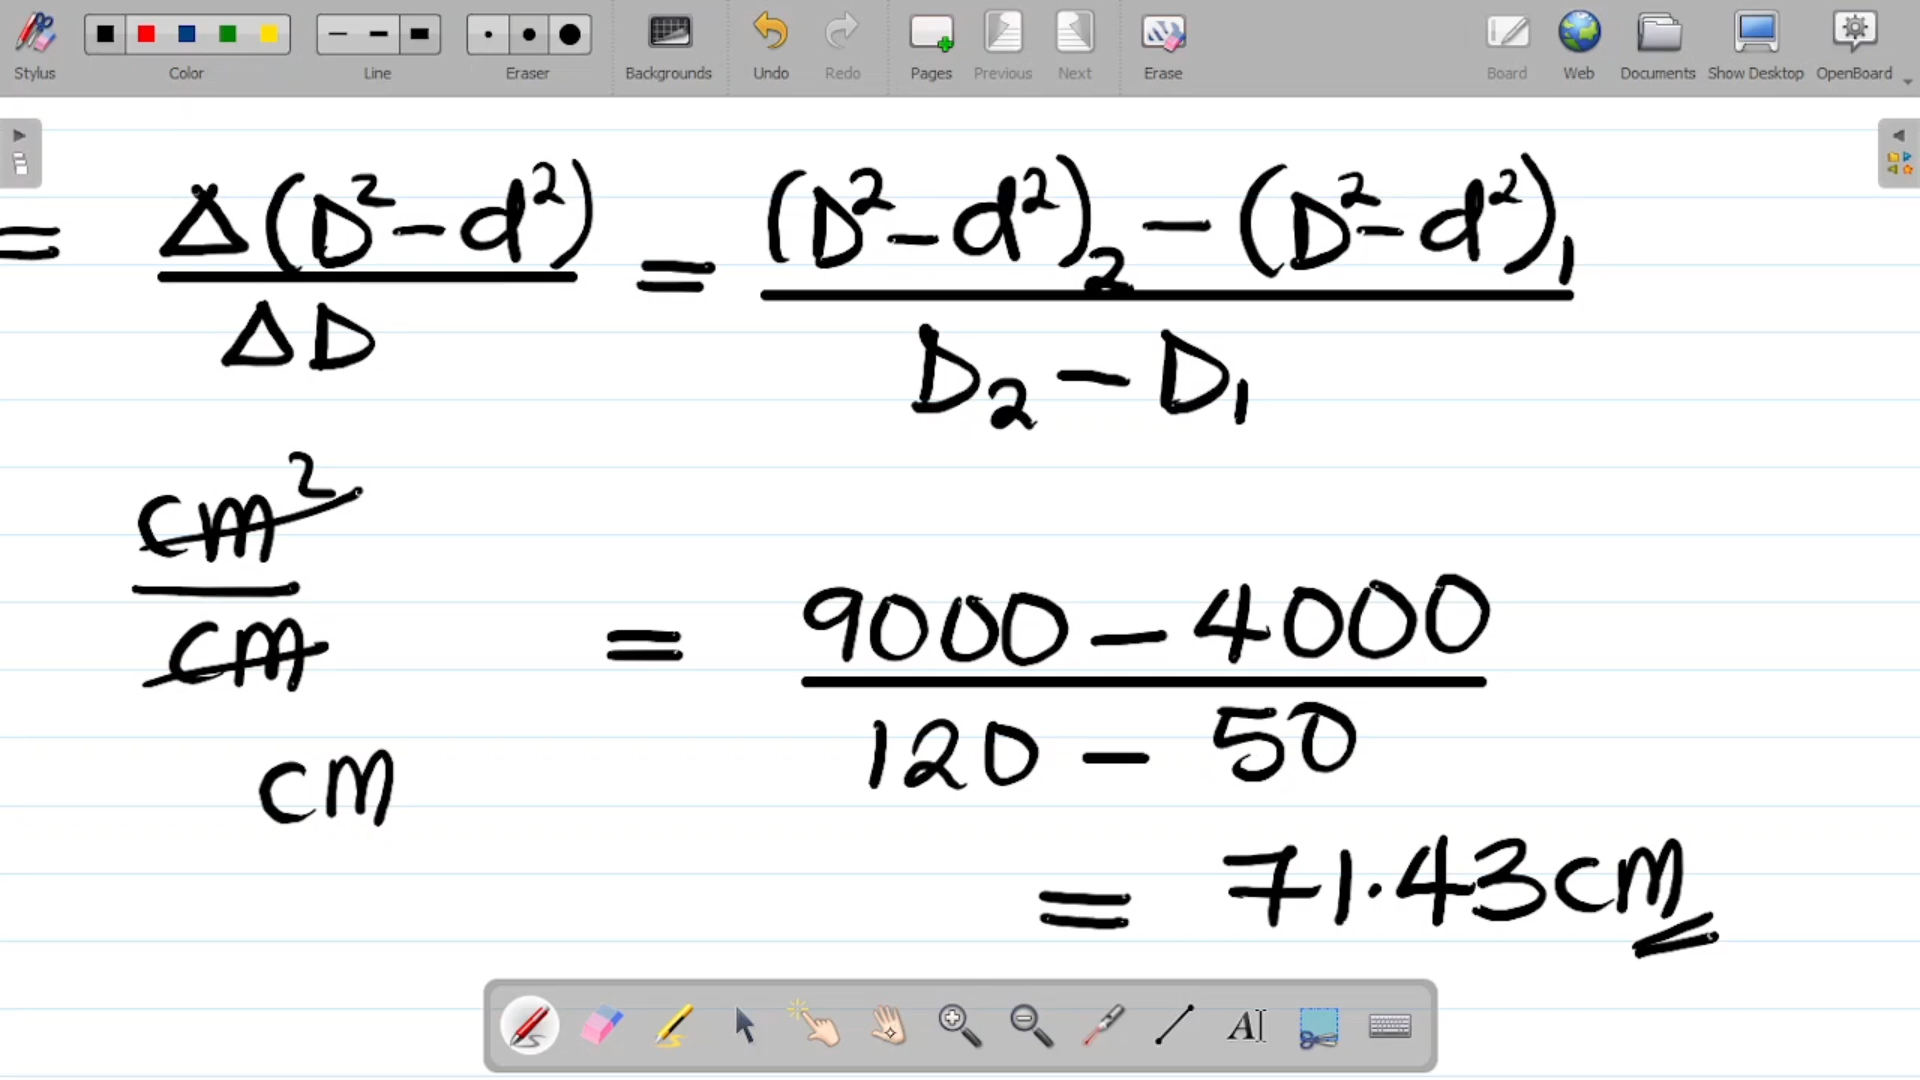 Stylus Color Line Eraser Backgrounds Undo Redo Pages Previous Next Erase Board Web Documents Show Desktop OpenBoard
= Δ(D²-d²) / ΔD = (D²-d²)₂ - (D²-d²)₁ / D₂ - D₁
cm² / cm
= 9000 - 4000 / 120 - 50
cm
= 71.43cm